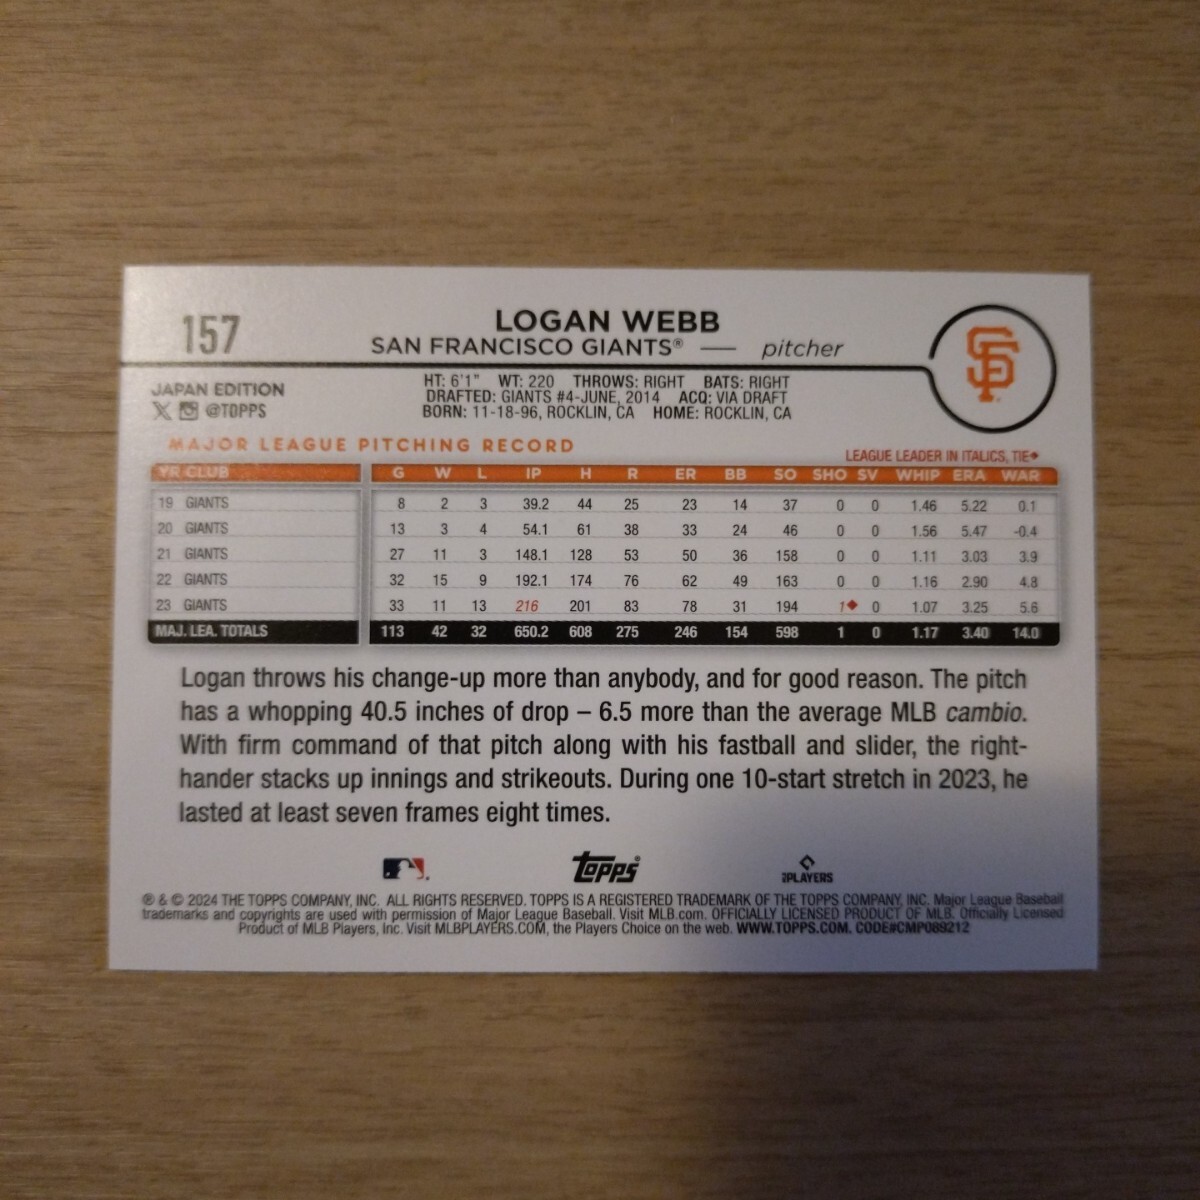 157
LOGAN WEBB
SAN FRANCISCO GIANTS® — pitcher
SF
JAPAN EDITION
@TOPPS
HT: 6'1" WT: 220 THROWS: RIGHT BATS: RIGHT
DRAFTED: GIANTS #4-JUNE, 2014 ACQ: VIA DRAFT
BORN: 11-18-96, ROCKLIN, CA HOME: ROCKLIN, CA
MAJOR LEAGUE PITCHING RECORD
LEAGUE LEADER IN ITALICS, TIE◆
YR CLUB G W L IP H R ER BB SO SHO SV WHIP ERA WAR
19 GIANTS 8 2 3 39.2 44 25 23 14 37 0 0 1.46 5.22 0.1
20 GIANTS 13 3 4 54.1 61 38 33 24 46 0 0 1.56 5.47 -0.4
21 GIANTS 27 11 3 148.1 128 53 50 36 158 0 0 1.11 3.03 3.9
22 GIANTS 32 15 9 192.1 174 76 62 49 163 0 0 1.16 2.90 4.8
23 GIANTS 33 11 13 216 201 83 78 31 194 1◆ 0 1.07 3.25 5.6
MAJ. LEA. TOTALS 113 42 32 650.2 608 275 246 154 598 1 0 1.17 3.40 14.0
Logan throws his change-up more than anybody, and for good reason. The pitch
has a whopping 40.5 inches of drop – 6.5 more than the average MLB cambio.
With firm command of that pitch along with his fastball and slider, the right-
hander stacks up innings and strikeouts. During one 10-start stretch in 2023, he
lasted at least seven frames eight times.
topps®
PLAYERS
® & © 2024 THE TOPPS COMPANY, INC. ALL RIGHTS RESERVED. TOPPS IS A REGISTERED TRADEMARK OF THE TOPPS COMPANY, INC. Major League Baseball
trademarks and copyrights are used with permission of Major League Baseball. Visit MLB.com. OFFICIALLY LICENSED PRODUCT OF MLB. Officially Licensed
Product of MLB Players, Inc. Visit MLBPLAYERS.COM, the Players Choice on the web. WWW.TOPPS.COM. CODE#CMP089212